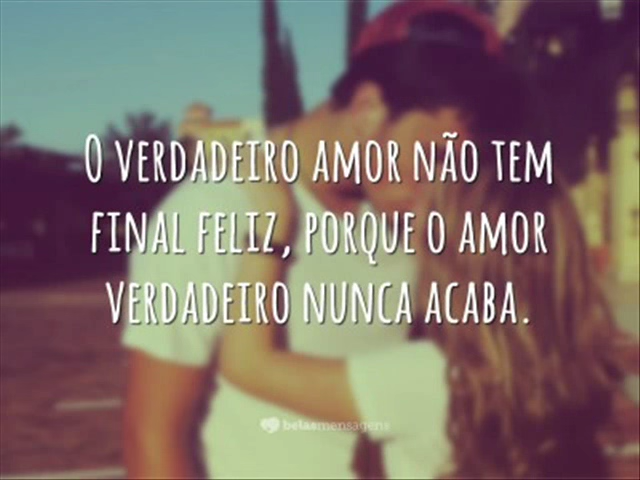 O VERDADEIRO AMOR NÃO TEM
FINAL FELIZ, PORQUE O AMOR
VERDADEIRO NUNCA ACABA.
belasmensagens